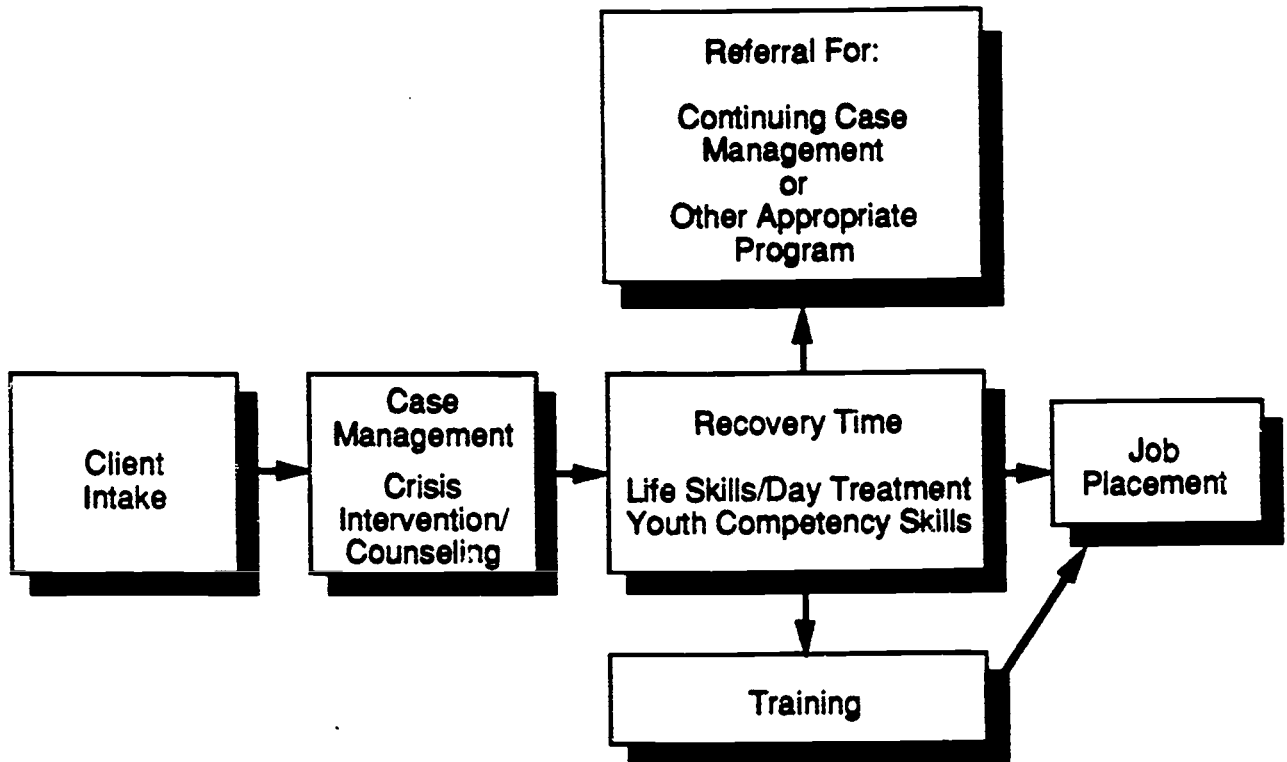 Referral For:
Continuing Case
Management
or
Other Appropriate
Program
Client
Intake
Case
Management
Crisis
Intervention/
Counseling
Recovery Time
Life Skills/Day Treatment
Youth Competency Skills
Job
Placement
Training